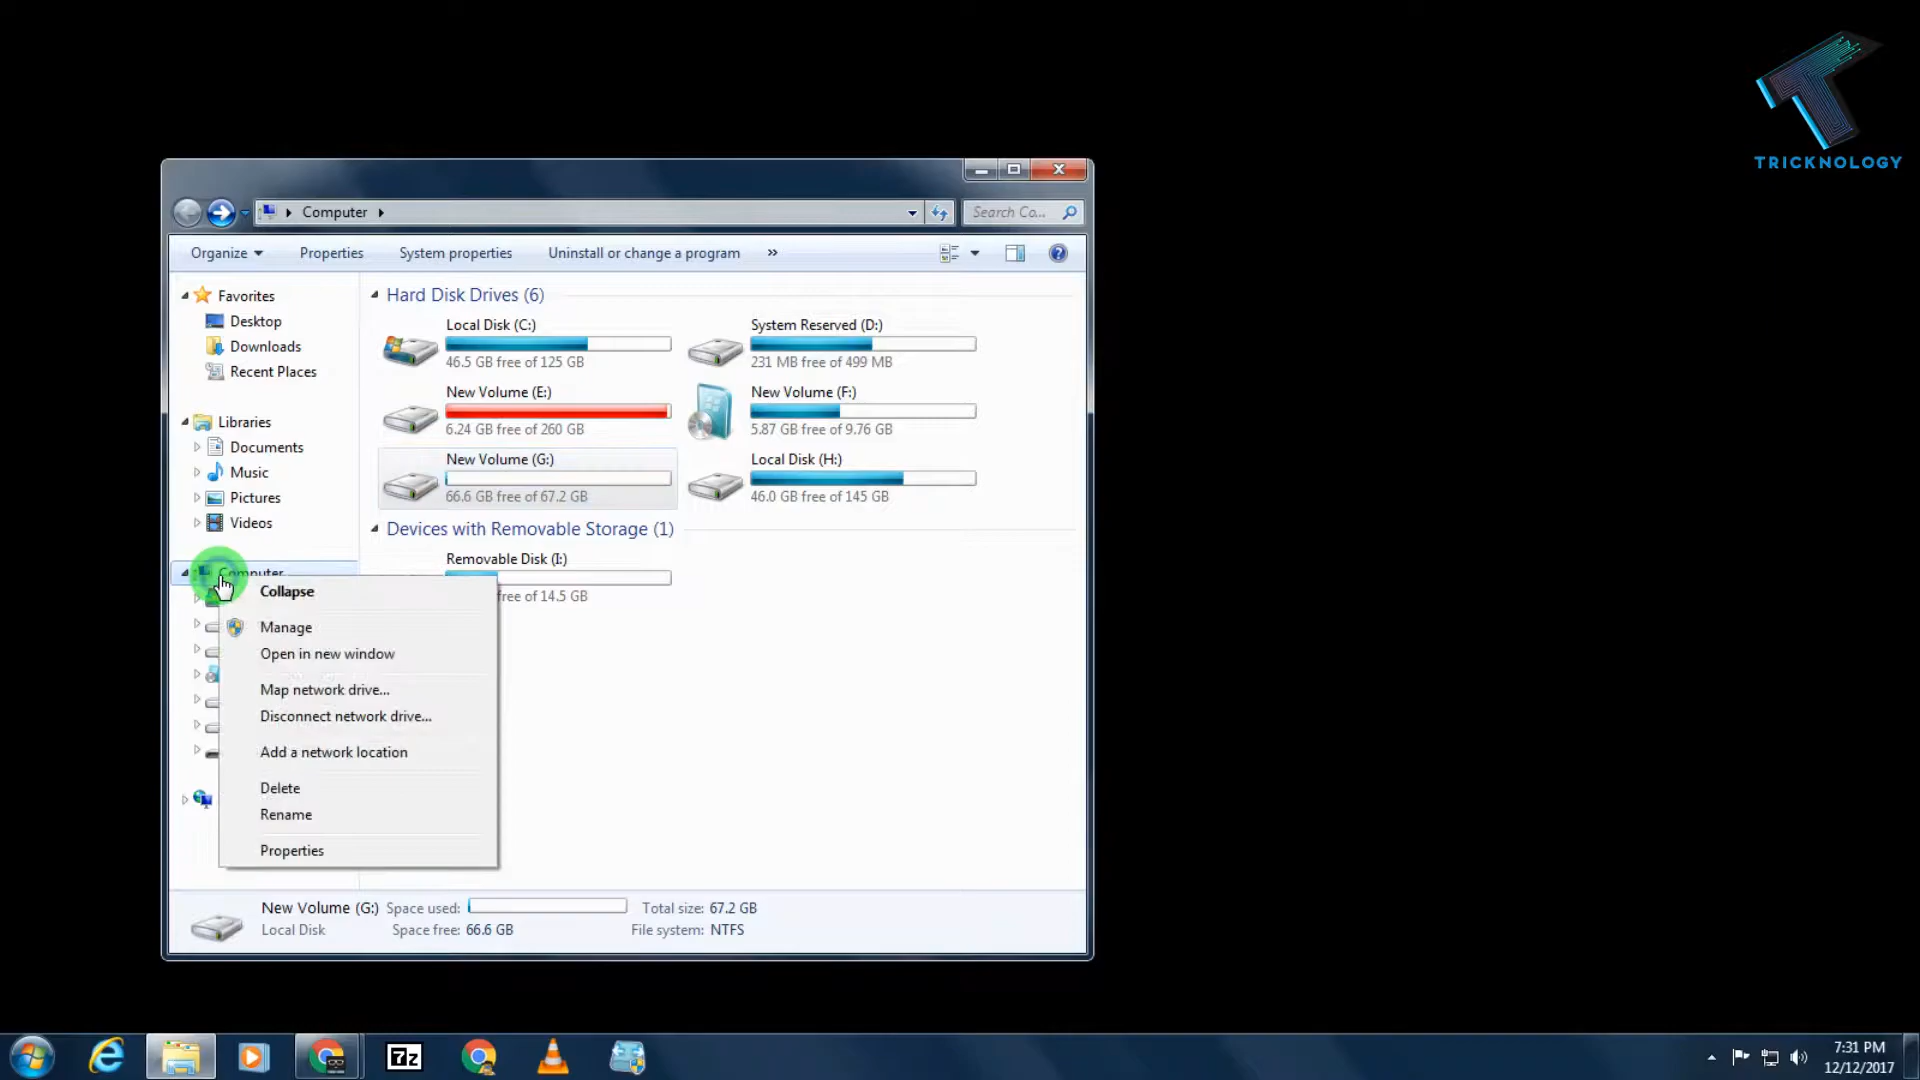 TRICKNOLOGY
Computer
Search Co...
Organize
Properties
System properties
Uninstall or change a program
»
Favorites
Desktop
Downloads
Recent Places
Libraries
Documents
Music
Pictures
Videos
Computer
Hard Disk Drives (6)
Local Disk (C:)
46.5 GB free of 125 GB
System Reserved (D:)
231 MB free of 499 MB
New Volume (E:)
6.24 GB free of 260 GB
New Volume (F:)
5.87 GB free of 9.76 GB
New Volume (G:)
66.6 GB free of 67.2 GB
Local Disk (H:)
46.0 GB free of 145 GB
Devices with Removable Storage (1)
Removable Disk (I:)
free of 14.5 GB
Collapse
Manage
Open in new window
Map network drive...
Disconnect network drive...
Add a network location
Delete
Rename
Properties
New Volume (G:) Space used: Total size: 67.2 GB
Local Disk Space free: 66.6 GB File system: NTFS
7z
7:31 PM
12/12/2017